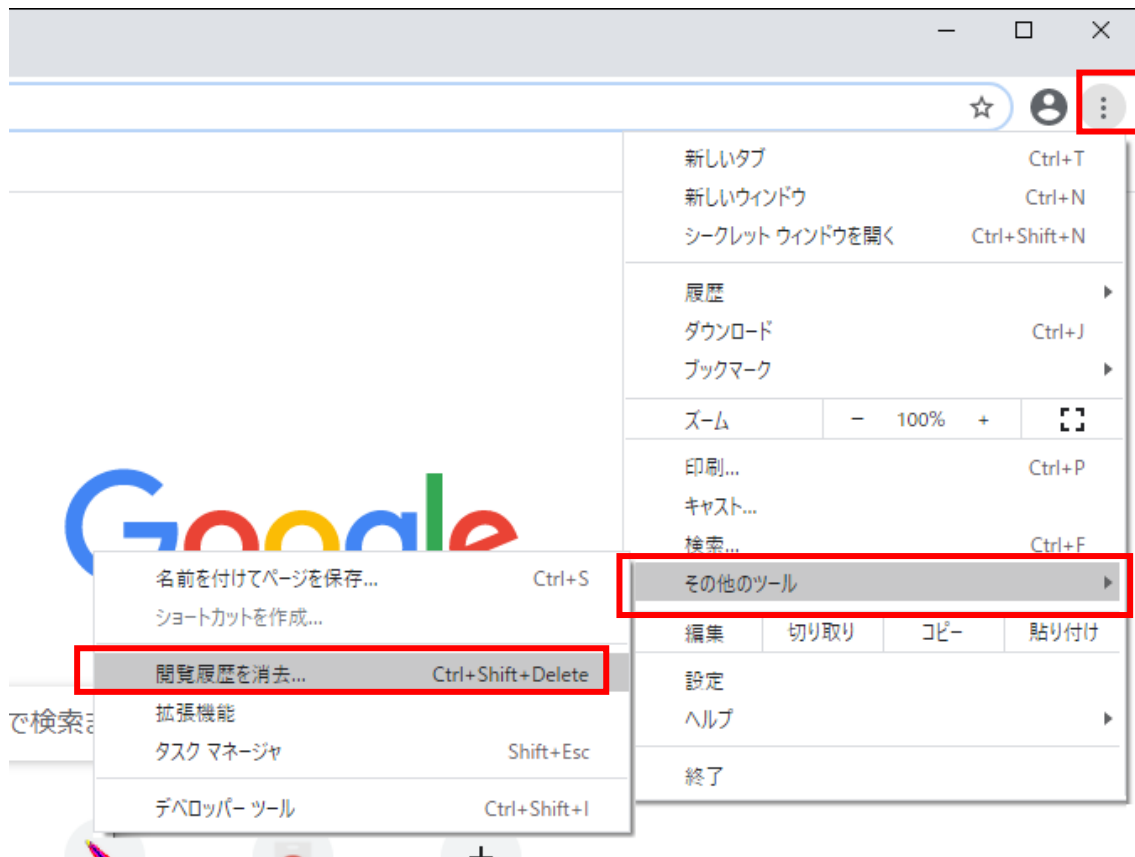 新しいタブ Ctrl+T
新しいウィンドウ Ctrl+N
シークレット ウィンドウを開く Ctrl+Shift+N
履歴
ダウンロード Ctrl+J
ブックマーク
ズーム － 100% +
印刷... Ctrl+P
キャスト...
検索... Ctrl+F
その他のツール
編集 切り取り コピー 貼り付け
設定
ヘルプ
終了
Google
名前を付けてページを保存... Ctrl+S
ショートカットを作成...
閲覧履歴を消去... Ctrl+Shift+Delete
拡張機能
タスク マネージャ Shift+Esc
デベロッパー ツール Ctrl+Shift+I
で検索